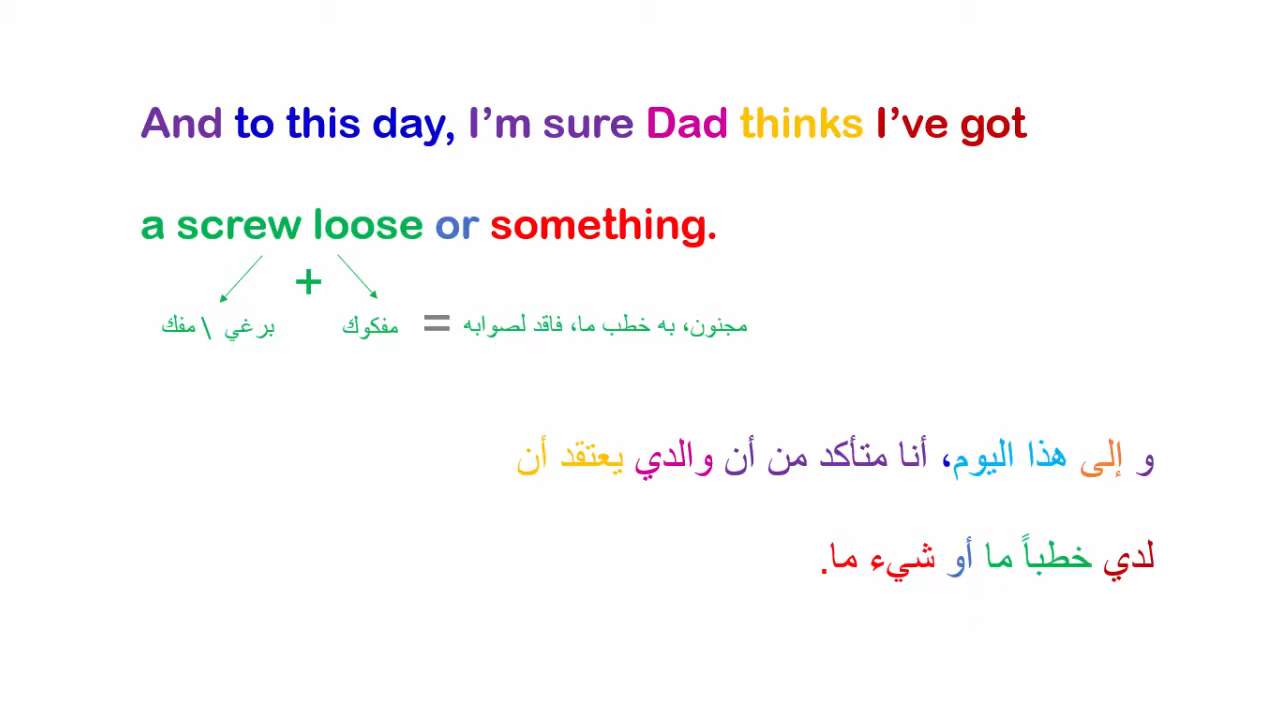 And to this day, I’m sure Dad thinks I’ve got
a screw loose or something.
+
برغي \ مفك
مفكوك
=
مجنون، به خطب ما، فاقد لصوابه
و إلى هذا اليوم، أنا متأكد من أن والدي يعتقد أن
لدي خطباً ما أو شيء ما.